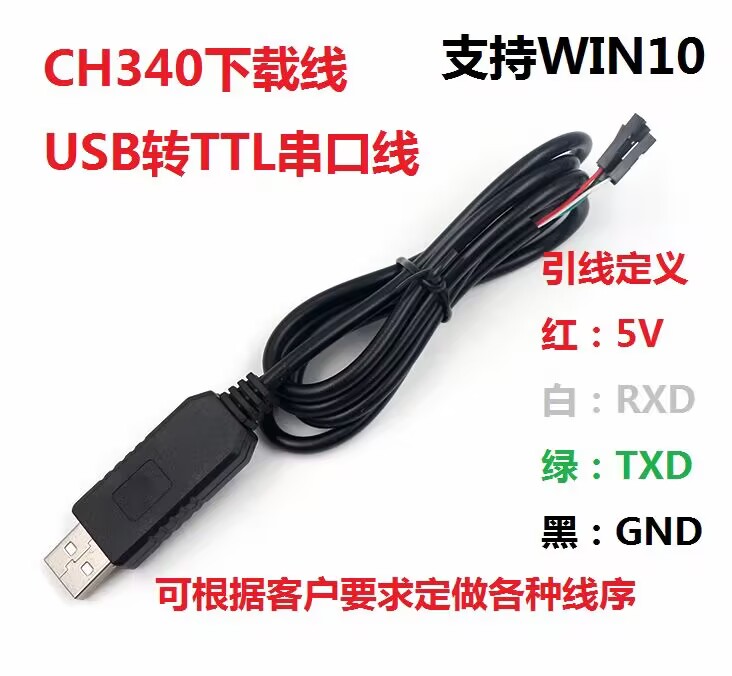 CH340下载线
支持WIN10
USB转TTL串口线
引线定义
红：5V
白：RXD
绿：TXD
黑：GND
可根据客户要求定做各种线序